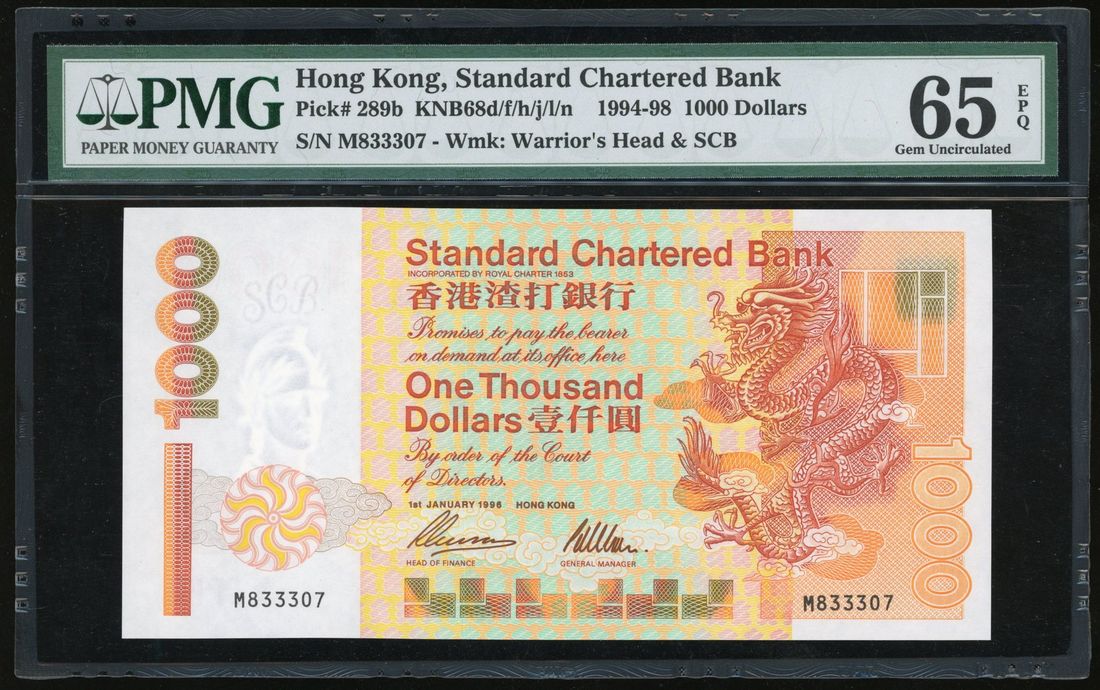 PMG
PAPER MONEY GUARANTY
Hong Kong, Standard Chartered Bank
Pick# 289b KNB68d/f/h/j/l/n 1994-98 1000 Dollars
S/N M833307 - Wmk: Warrior's Head & SCB
65
EPQ
Gem Uncirculated
1000
SCB
Standard Chartered Bank
INCORPORATED BY ROYAL CHARTER 1853
香港渣打銀行
Promises to pay the bearer
on demand at its office here
One Thousand
Dollars 壹仟圓
By order of the Court
of Directors.
1st JANUARY 1996 HONG KONG
HEAD OF FINANCE GENERAL MANAGER
1000
M833307 M833307